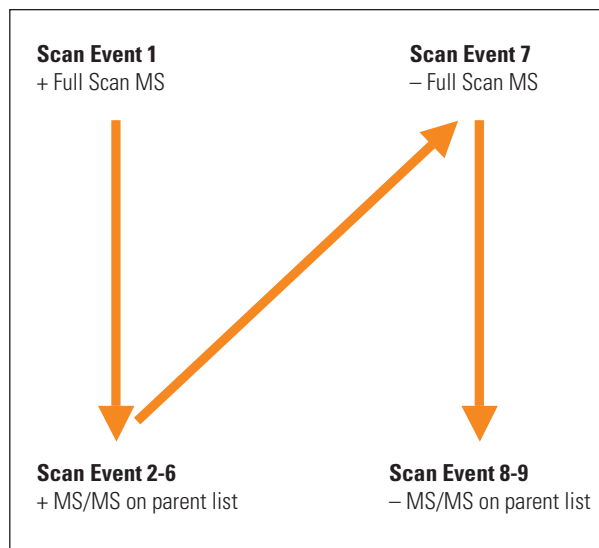 Scan Event 1
+ Full Scan MS
Scan Event 7
– Full Scan MS
Scan Event 2-6
+ MS/MS on parent list
Scan Event 8-9
– MS/MS on parent list